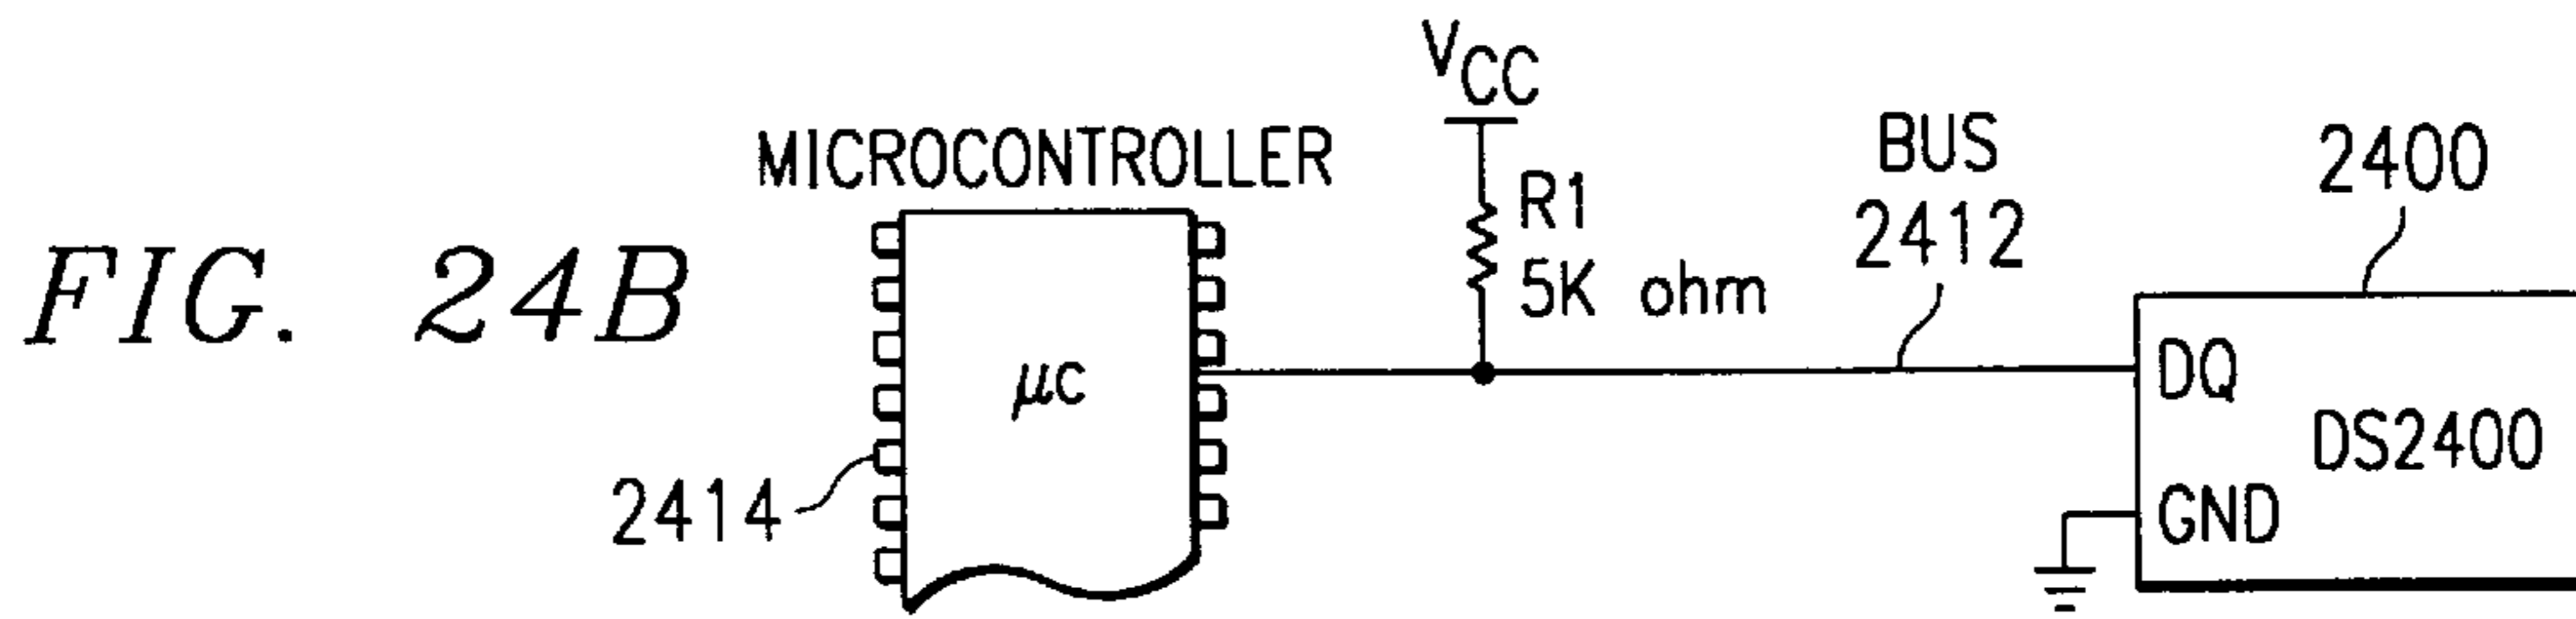 FIG. 24B
MICROCONTROLLER
μc
2414
VCC
R1
5K ohm
BUS
2412
2400
DQ
DS2400
GND